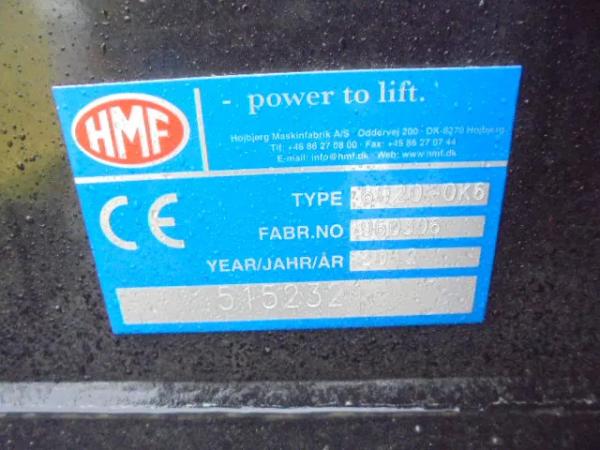 HMF
- power to lift.
Hojbjerg Maskinfabrik A/S · Oddervej 200 · DK-8270 Hojbjerg
Tlf: +45 86 27 08 00 · Fax: +45 86 27 07 44
E-mail: info@hmf.dk · Web: www.hmf.dk
CE
TYPE
FABR.NO
YEAR/JAHR/ÅR
515232